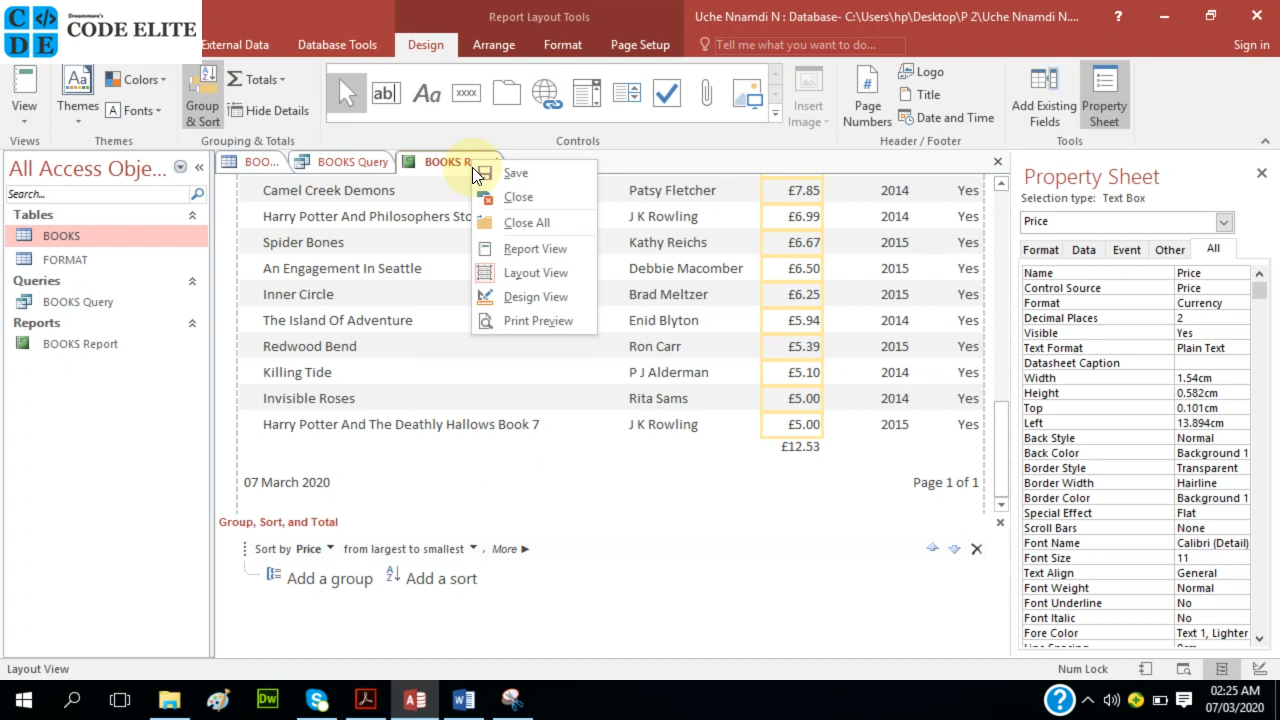 Dreammore's
CODE ELITE
CODE
Report Layout Tools
Uche Nnamdi N : Database- C:\Users\hp\Desktop\P 2\Uche Nnamdi N....
?
External Data
Database Tools
Design
Arrange
Format
Page Setup
Tell me what you want to do...
Sign in
View
Themes
Colors
Fonts
Group
& Sort
Totals
Hide Details
ab|
Aa
xxxx
Insert
Image
Page
Numbers
Logo
Title
Date and Time
Add Existing
Fields
Property
Sheet
Views
Themes
Grouping & Totals
Controls
Header / Footer
Tools
All Access Obje...
Search...
Tables
BOOKS
FORMAT
Queries
BOOKS Query
Reports
BOOKS Report
BOO...
BOOKS Query
BOOKS R
Save
Close
Close All
Report View
Layout View
Design View
Print Preview
Camel Creek Demons Patsy Fletcher £7.85 2014 Yes
Harry Potter And Philosophers Sto J K Rowling £6.99 2014 Yes
Spider Bones Kathy Reichs £6.67 2015 Yes
An Engagement In Seattle Debbie Macomber £6.50 2015 Yes
Inner Circle Brad Meltzer £6.25 2015 Yes
The Island Of Adventure Enid Blyton £5.94 2015 Yes
Redwood Bend Ron Carr £5.39 2015 Yes
Killing Tide P J Alderman £5.10 2014 Yes
Invisible Roses Rita Sams £5.00 2014 Yes
Harry Potter And The Deathly Hallows Book 7 J K Rowling £5.00 2015 Yes
£12.53
07 March 2020 Page 1 of 1
Group, Sort, and Total
Sort by Price from largest to smallest , More
Add a group
Add a sort
Property Sheet
Selection type: Text Box
Price
Format Data Event Other All
Name Price
Control Source Price
Format Currency
Decimal Places 2
Visible Yes
Text Format Plain Text
Datasheet Caption
Width 1.54cm
Height 0.582cm
Top 0.101cm
Left 13.894cm
Back Style Normal
Back Color Background 1
Border Style Transparent
Border Width Hairline
Border Color Background 1
Special Effect Flat
Scroll Bars None
Font Name Calibri (Detail)
Font Size 11
Text Align General
Font Weight Normal
Font Underline No
Font Italic No
Fore Color Text 1, Lighter
Layout View
Num Lock
Dw
02:25 AM
07/03/2020